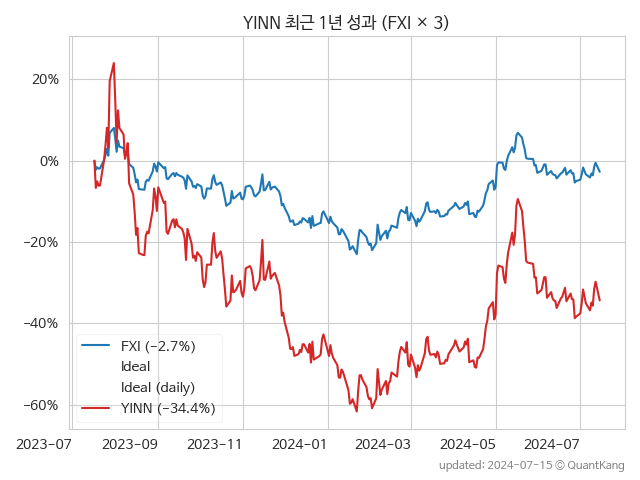 YINN 최근 1년 성과 (FXI × 3)
20%
0%
−20%
−40%
−60%
FXI (−2.7%)
Ideal
Ideal (daily)
YINN (−34.4%)
2023-07 2023-09 2023-11 2024-01 2024-03 2024-05 2024-07
updated: 2024-07-15 © QuantKang